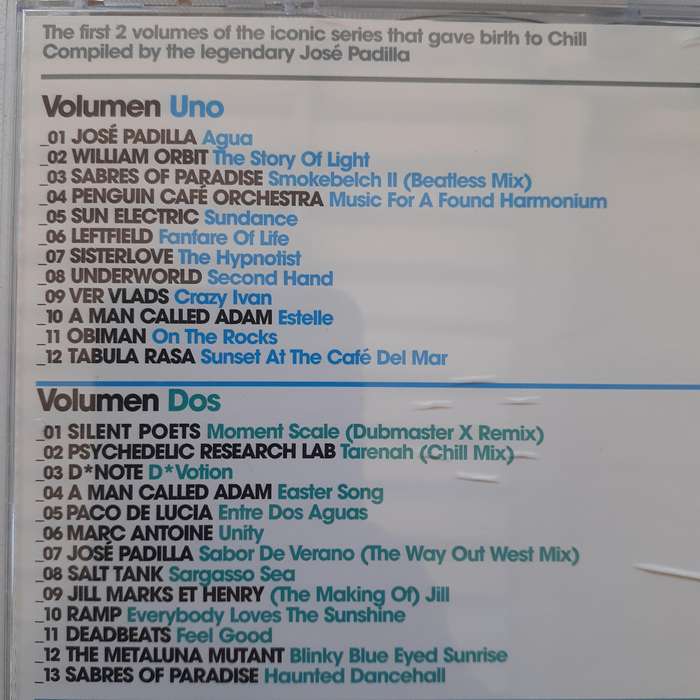 The first 2 volumes of the iconic series that gave birth to Chill
Compiled by the legendary José Padilla
Volumen Uno
_01 JOSÉ PADILLA Agua
_02 WILLIAM ORBIT The Story Of Light
_03 SABRES OF PARADISE Smokebelch II (Beatless Mix)
_04 PENGUIN CAFÉ ORCHESTRA Music For A Found Harmonium
_05 SUN ELECTRIC Sundance
_06 LEFTFIELD Fanfare Of Life
_07 SISTERLOVE The Hypnotist
_08 UNDERWORLD Second Hand
_09 VER VLADS Crazy Ivan
_10 A MAN CALLED ADAM Estelle
_11 OBIMAN On The Rocks
_12 TABULA RASA Sunset At The Café Del Mar
Volumen Dos
_01 SILENT POETS Moment Scale (Dubmaster X Remix)
_02 PSYCHEDELIC RESEARCH LAB Tarenah (Chill Mix)
_03 D*NOTE D*Votion
_04 A MAN CALLED ADAM Easter Song
_05 PACO DE LUCIA Entre Dos Aguas
_06 MARC ANTOINE Unity
_07 JOSÉ PADILLA Sabor De Verano (The Way Out West Mix)
_08 SALT TANK Sargasso Sea
_09 JILL MARKS ET HENRY (The Making Of) Jill
_10 RAMP Everybody Loves The Sunshine
_11 DEADBEATS Feel Good
_12 THE METALUNA MUTANT Blinky Blue Eyed Sunrise
_13 SABRES OF PARADISE Haunted Dancehall